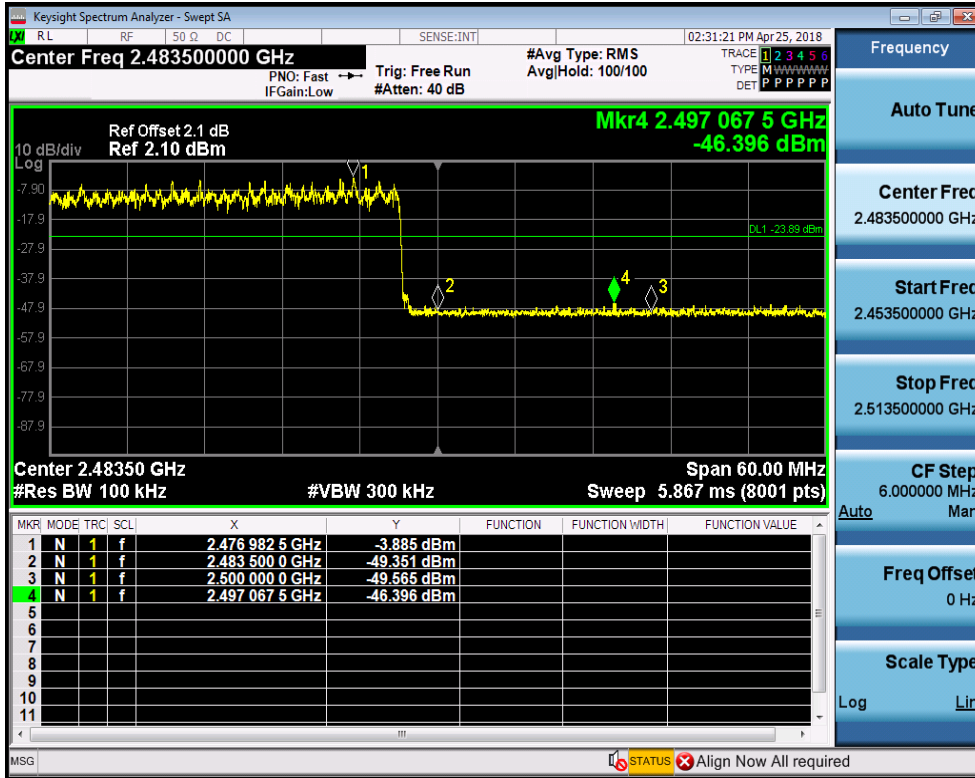 Keysight Spectrum Analyzer - Swept SA
LXI RL RF 50 Ω DC SENSE:INT 02:31:21 PM Apr 25, 2018
Center Freq 2.483500000 GHz
PNO: Fast
IFGain:Low
Trig: Free Run
#Atten: 40 dB
#Avg Type: RMS
Avg|Hold: 100/100
TRACE 1 2 3 4 5 6
TYPE M W W W W W
DET P P P P P P
Mkr4 2.497 067 5 GHz
-46.396 dBm
Ref Offset 2.1 dB
10 dB/div Ref 2.10 dBm
Log
1
-7.90
-17.9
DL1 -23.89 dBm
-27.9
-37.9
2
4
3
-47.9
-57.9
-67.9
-77.9
-87.9
Center 2.48350 GHz Span 60.00 MHz
#Res BW 100 kHz #VBW 300 kHz Sweep 5.867 ms (8001 pts)
MKR MODE TRC SCL X Y FUNCTION FUNCTION WIDTH FUNCTION VALUE
1 N 1 f 2.476 982 5 GHz -3.885 dBm
2 N 1 f 2.483 500 0 GHz -49.351 dBm
3 N 1 f 2.500 000 0 GHz -49.565 dBm
4 N 1 f 2.497 067 5 GHz -46.396 dBm
5
6
7
8
9
10
11
MSG STATUS Align Now All required
Frequency
Auto Tune
Center Freq
2.483500000 GHz
Start Freq
2.453500000 GHz
Stop Freq
2.513500000 GHz
CF Step
6.000000 MHz
Auto Man
Freq Offset
0 Hz
Scale Type
Log Lin